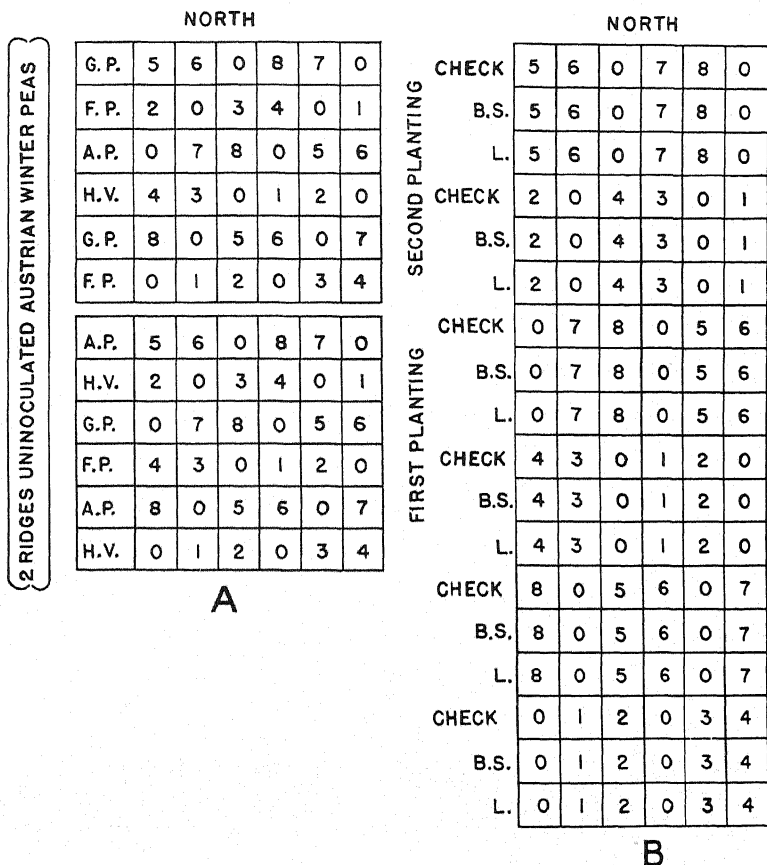 NORTH
2 RIDGES UNINOCULATED AUSTRIAN WINTER PEAS
G.P. 5 6 0 8 7 0
F.P. 2 0 3 4 0 1
A.P. 0 7 8 0 5 6
H.V. 4 3 0 1 2 0
G.P. 8 0 5 6 0 7
F.P. 0 1 2 0 3 4
A.P. 5 6 0 8 7 0
H.V. 2 0 3 4 0 1
G.P. 0 7 8 0 5 6
F.P. 4 3 0 1 2 0
A.P. 8 0 5 6 0 7
H.V. 0 1 2 0 3 4
A
NORTH
SECOND PLANTING
FIRST PLANTING
CHECK 5 6 0 7 8 0
B.S. 5 6 0 7 8 0
L. 5 6 0 7 8 0
CHECK 2 0 4 3 0 1
B.S. 2 0 4 3 0 1
L. 2 0 4 3 0 1
CHECK 0 7 8 0 5 6
B.S. 0 7 8 0 5 6
L. 0 7 8 0 5 6
CHECK 4 3 0 1 2 0
B.S. 4 3 0 1 2 0
L. 4 3 0 1 2 0
CHECK 8 0 5 6 0 7
B.S. 8 0 5 6 0 7
L. 8 0 5 6 0 7
CHECK 0 1 2 0 3 4
B.S. 0 1 2 0 3 4
L. 0 1 2 0 3 4
B